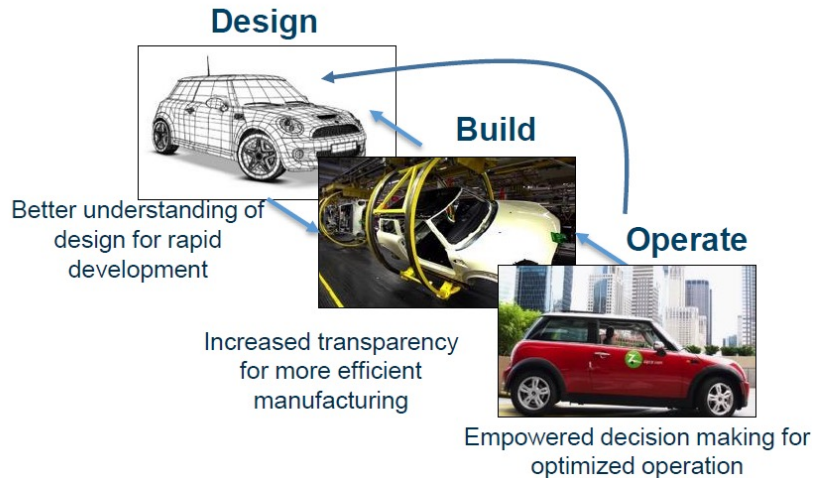 Design
Build
Better understanding of
design for rapid
development
Operate
Increased transparency
for more efficient
manufacturing
Empowered decision making for
optimized operation